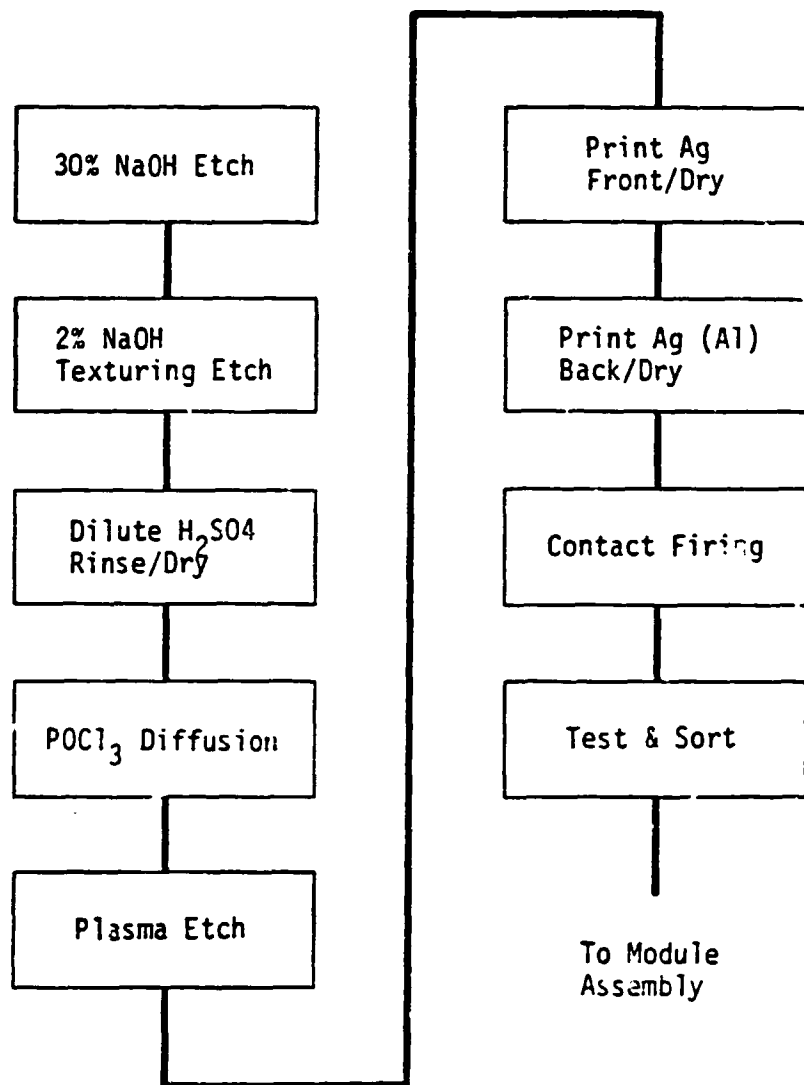 30% NaOH Etch
2% NaOH
Texturing Etch
Dilute H2SO4
Rinse/Dry
POCl3 Diffusion
Plasma Etch
Print Ag
Front/Dry
Print Ag (Al)
Back/Dry
Contact Firing
Test & Sort
To Module
Assembly